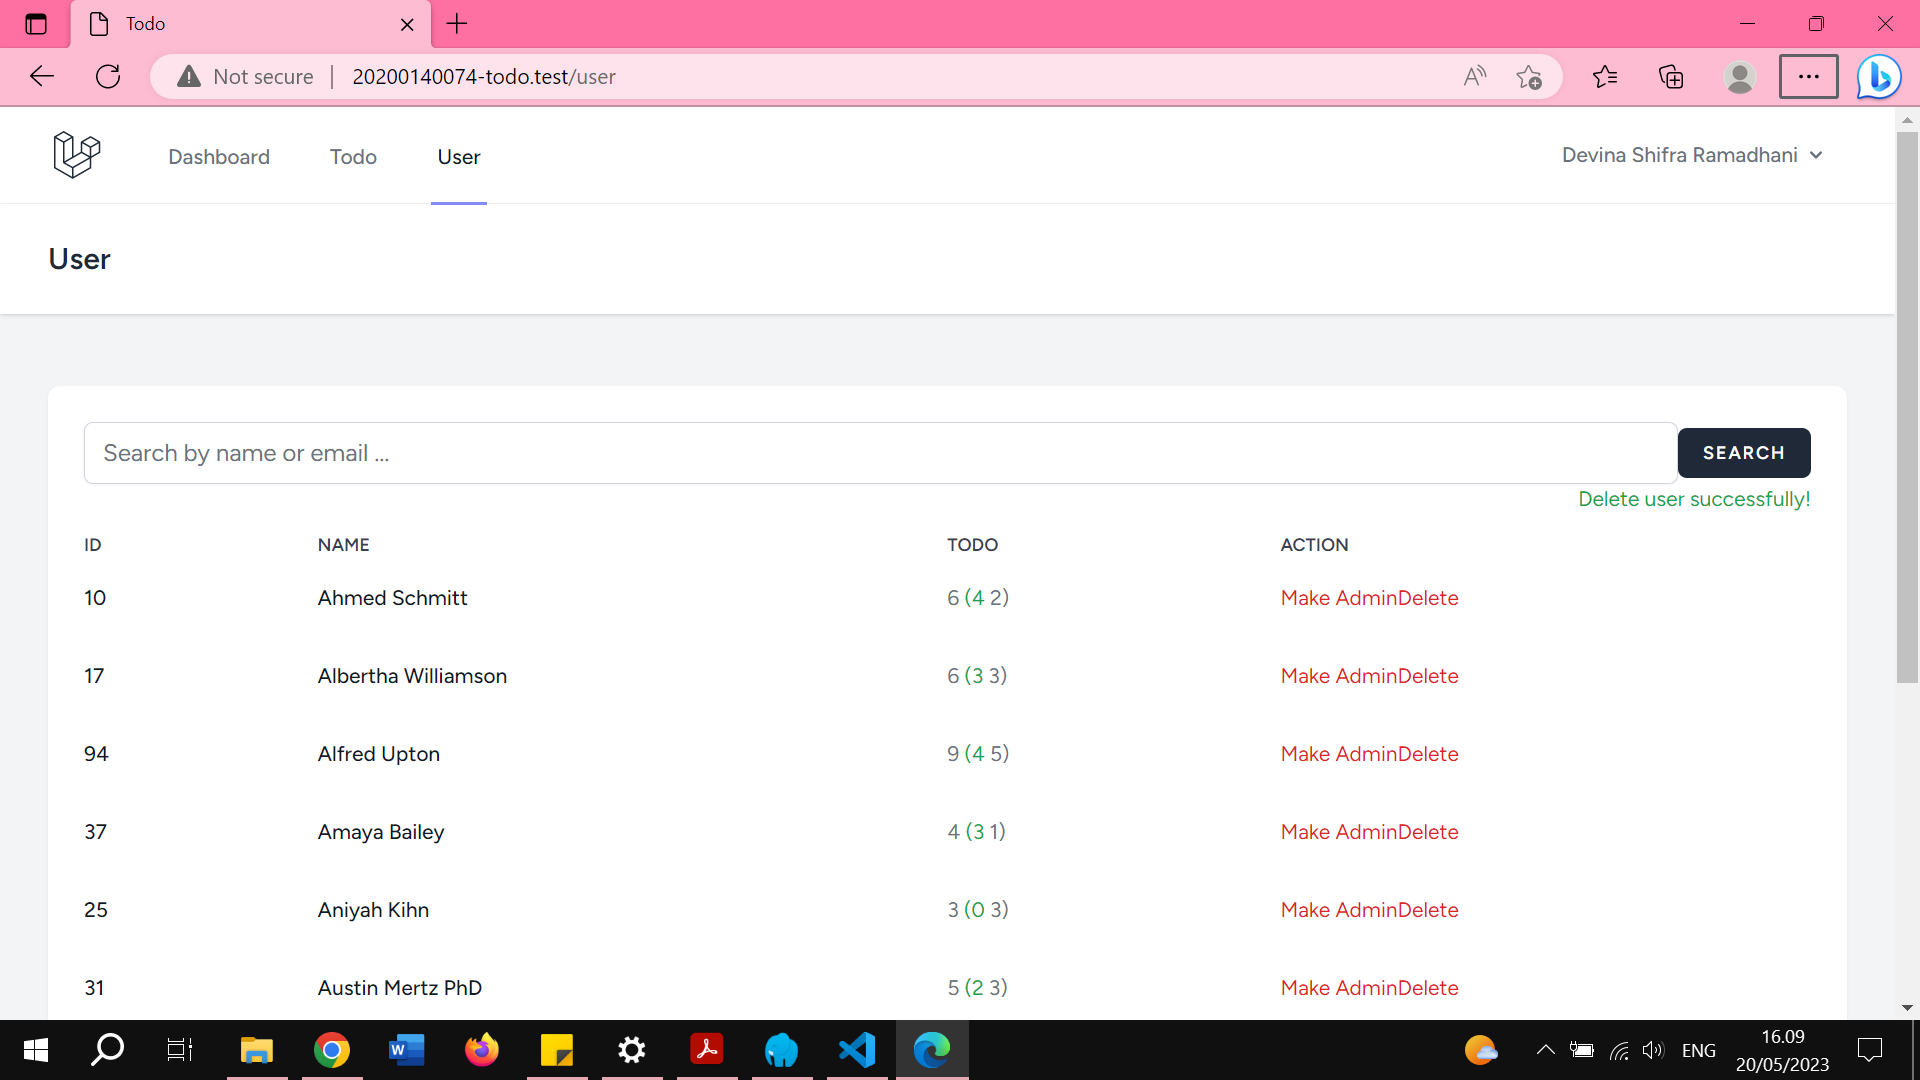 Todo
Not secure 20200140074-todo.test/user
Dashboard Todo User Devina Shifra Ramadhani
User
Search by name or email ... SEARCH
Delete user successfully!
ID NAME TODO ACTION
10 Ahmed Schmitt 6 (4 2) Make AdminDelete
17 Albertha Williamson 6 (3 3) Make AdminDelete
94 Alfred Upton 9 (4 5) Make AdminDelete
37 Amaya Bailey 4 (3 1) Make AdminDelete
25 Aniyah Kihn 3 (0 3) Make AdminDelete
31 Austin Mertz PhD 5 (2 3) Make AdminDelete
ENG 16.09
20/05/2023